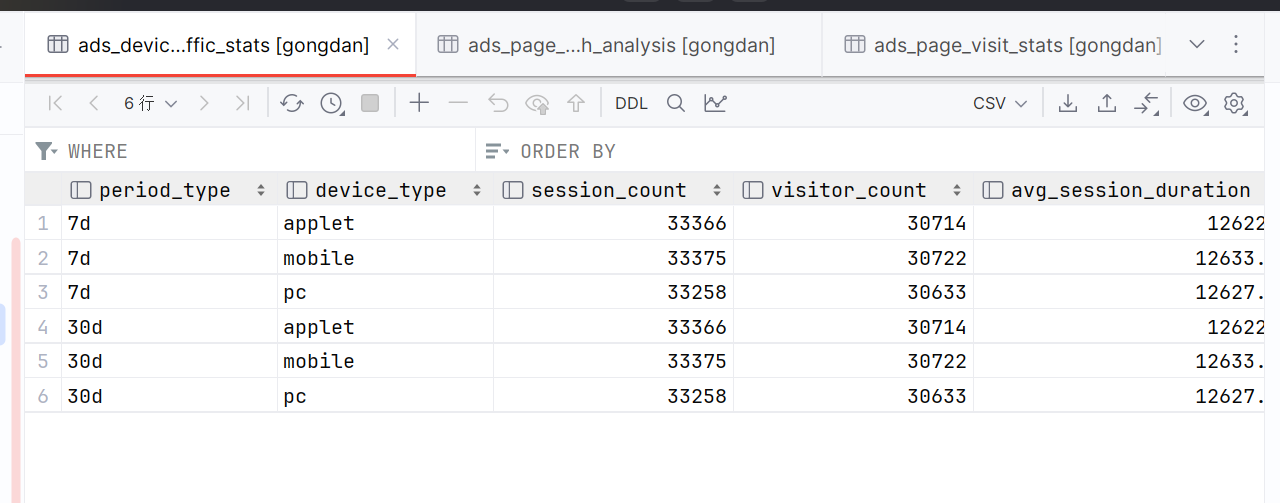 ads_devic...ffic_stats [gongdan] ads_page_...h_analysis [gongdan] ads_page_visit_stats [gongdan]
6 行 DDL CSV
WHERE ORDER BY
period_type device_type session_count visitor_count avg_session_duration
1 7d applet 33366 30714 12622
2 7d mobile 33375 30722 12633.
3 7d pc 33258 30633 12627.
4 30d applet 33366 30714 12622
5 30d mobile 33375 30722 12633.
6 30d pc 33258 30633 12627.